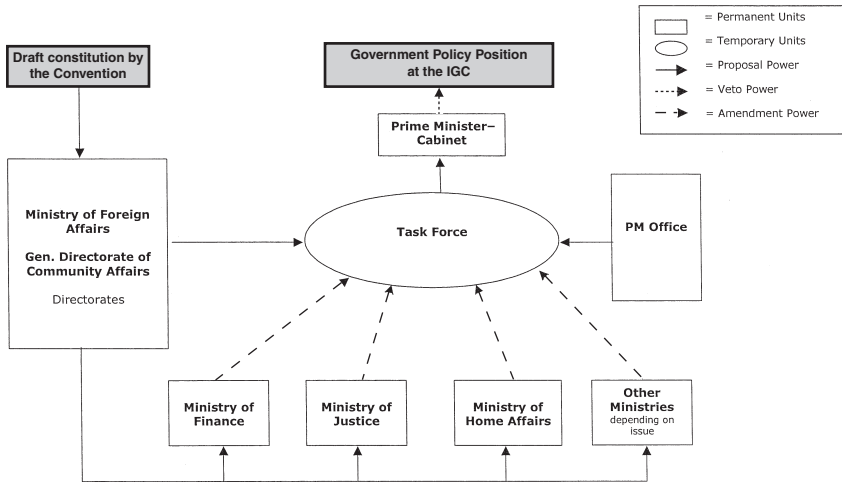 = Permanent Units
= Temporary Units
= Proposal Power
= Veto Power
= Amendment Power
Draft constitution by
the Convention
Government Policy Position
at the IGC
Prime Minister–
Cabinet
Ministry of Foreign
Affairs
Gen. Directorate of
Community Affairs
Directorates
Task Force
PM Office
Ministry of
Finance
Ministry of
Justice
Ministry of
Home Affairs
Other
Ministries
depending on
issue